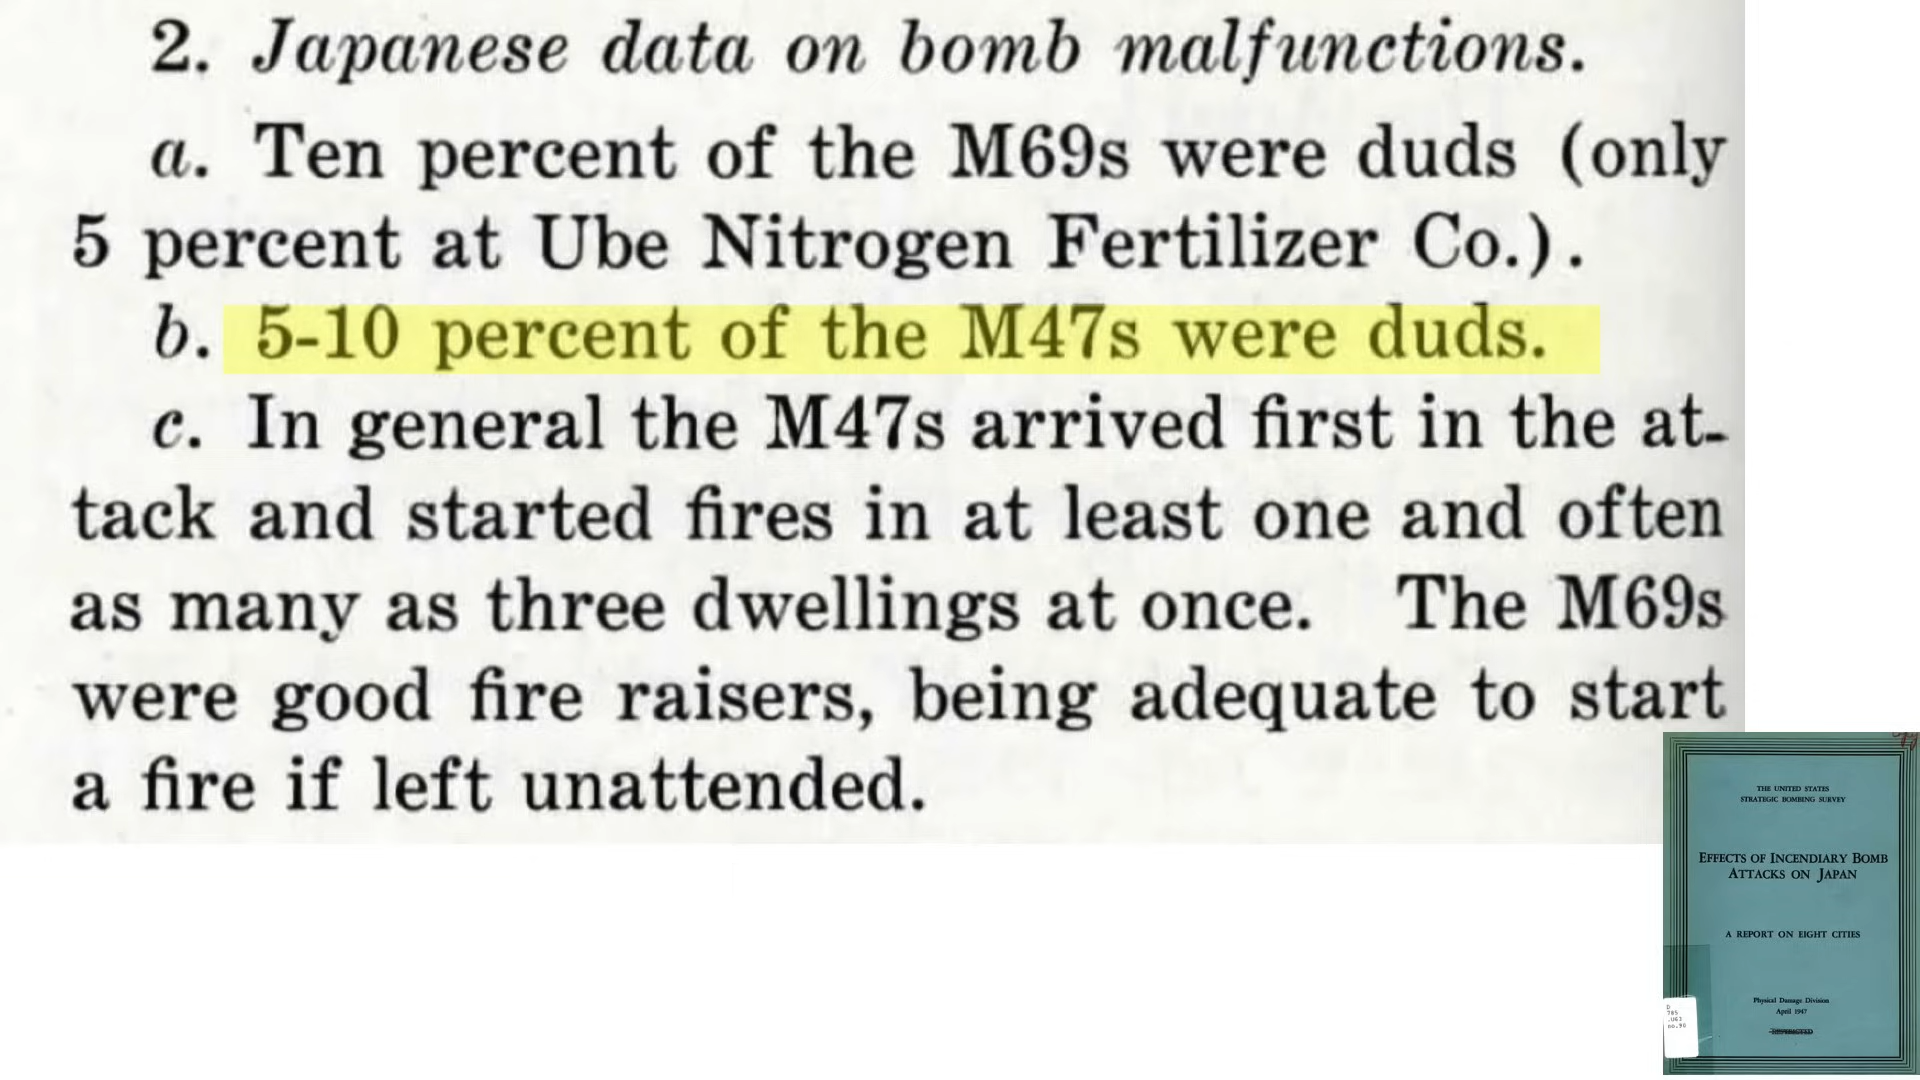 2. Japanese data on bomb malfunctions.
a. Ten percent of the M69s were duds (only
5 percent at Ube Nitrogen Fertilizer Co.).
b. 5-10 percent of the M47s were duds.
c. In general the M47s arrived first in the at-
tack and started fires in at least one and often
as many as three dwellings at once. The M69s
were good fire raisers, being adequate to start
a fire if left unattended.
THE UNITED STATES
STRATEGIC BOMBING SURVEY
EFFECTS OF INCENDIARY BOMB
ATTACKS ON JAPAN
A REPORT ON EIGHT CITIES
Physical Damage Division
April 1947
D
785
.U63
no.90